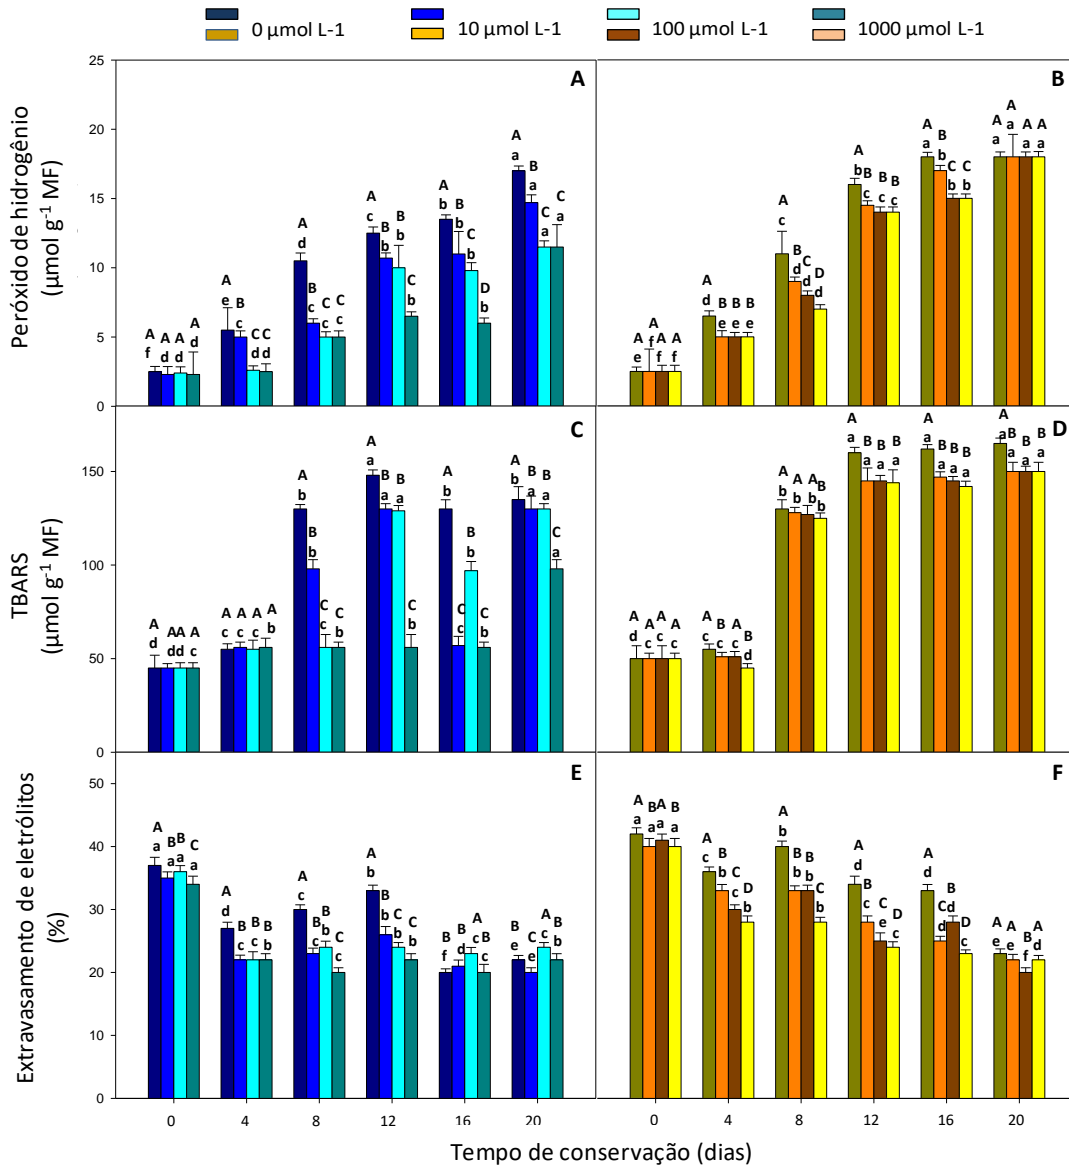 0 µmol L-1
10 µmol L-1
100 µmol L-1
1000 µmol L-1
Peróxido de hidrogênio
(µmol g-1 MF)
25
20
15
10
5
0
A
A A A A
f d d d
A B C C
e c d d
A B C C
d c c c
A B B C
c b b b
A B C D
b b b b
A B C C
a a a a
B
A A A A
e f f f
A B B B
d e e e
A B C D
c d d d
A B B B
b c c c
A B C C
b b b b
A A A A
a a a a
TBARS
(µmol g-1 MF)
150
100
50
0
C
A A A A
d d d c
A A A A
c c c b
A B C C
b b c b
A B B C
a a a b
A C B C
b c b b
A B B C
b a a a
D
A A A A
d c c c
A B A B
c c c d
A A A B
b b b b
A B B A
a a a a
A B B B
a a a a
A B B B
a a a a
Extravasamento de eletrólitos
(%)
50
40
30
20
10
0
E
A B B C
a a a a
A B B B
d c c b
A B B C
c c c c
A B C C
b b b b
B B A B
f d c c
B C A B
e e c b
F
A B A B
a a a a
A B C D
c b c b
A B B C
b b b b
A B C D
d c e c
A C B D
d d d c
A A B A
e e f d
0 4 8 12 16 20
0 4 8 12 16 20
Tempo de conservação (dias)